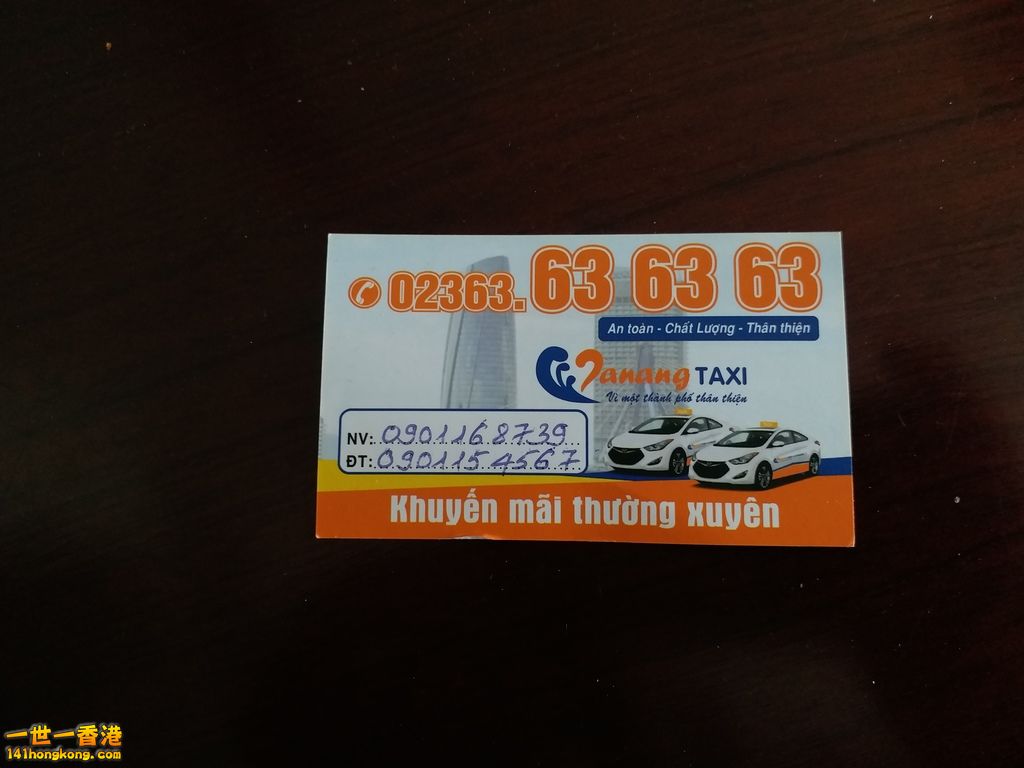 02363.63 63 63
An toàn - Chất Lượng - Thân thiện
Danang TAXI
Vì một thành phố thân thiện
NV: 0901168739
ĐT: 0901154567
Khuyến mãi thường xuyên
一世一香港
141hongkong.com